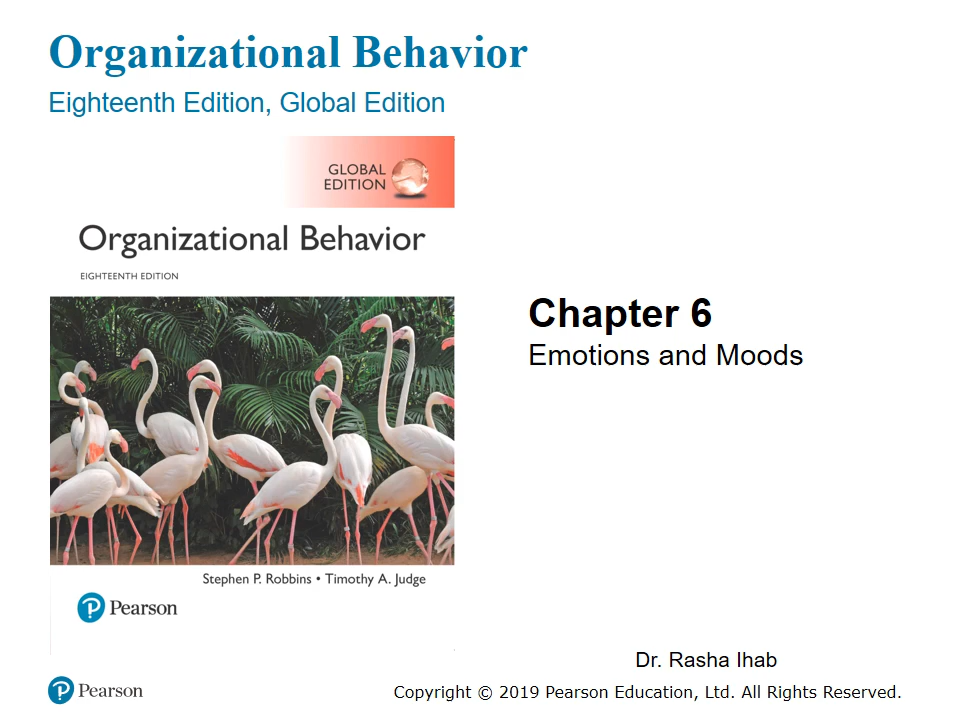 Organizational Behavior
Eighteenth Edition, Global Edition
GLOBAL
EDITION
Organizational Behavior
EIGHTEENTH EDITION
Chapter 6
Emotions and Moods
Stephen P. Robbins • Timothy A. Judge
Pearson
Dr. Rasha Ihab
Pearson
Copyright © 2019 Pearson Education, Ltd. All Rights Reserved.